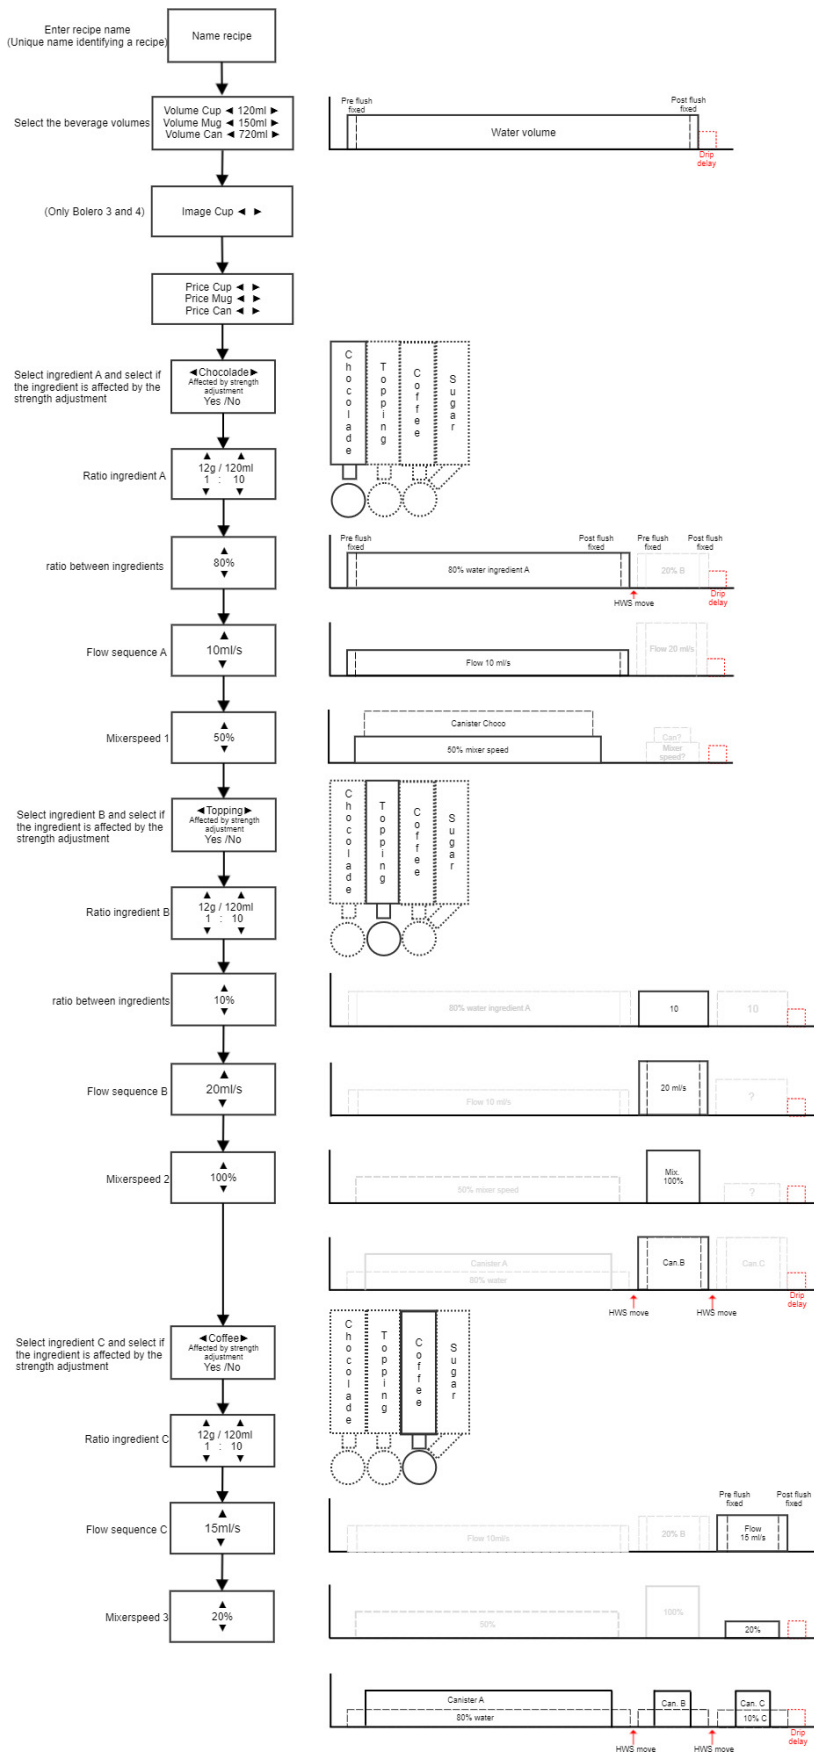 Enter recipe name
(Unique name identifying a recipe)
Name recipe
Select the beverage volumes
Volume Cup ◄ 120ml ►
Volume Mug ◄ 150ml ►
Volume Can ◄ 720ml ►
Pre flush
fixed
Post flush
fixed
Water volume
Drip
delay
(Only Bolero 3 and 4)
Image Cup ◄ ►
Price Cup ◄ ►
Price Mug ◄ ►
Price Can ◄ ►
Select ingredient A and select if
the ingredient is affected by the
strength adjustment
◄Chocolade►
Affected by strength
adjustment
Yes /No
Chocolade
Topping
Coffee
Sugar
Ratio ingredient A
▲ ▲
12g / 120ml
1 : 10
▼ ▼
ratio between ingredients
▲
80%
▼
Pre flush
fixed
Post flush
fixed
Pre flush
fixed
Post flush
fixed
80% water ingredient A
20% B
HWS move
Drip
delay
Flow sequence A
▲
10ml/s
▼
Flow 10 ml/s
Flow 20 ml/s
Mixerspeed 1
▲
50%
▼
Canister Choco
50% mixer speed
Can?
Mixer
speed?
Select ingredient B and select if
the ingredient is affected by the
strength adjustment
◄Topping►
Affected by strength
adjustment
Yes /No
Chocolade
Topping
Coffee
Sugar
Ratio ingredient B
▲ ▲
12g / 120ml
1 : 10
▼ ▼
ratio between ingredients
▲
10%
▼
80% water ingredient A
10
10
Flow sequence B
▲
20ml/s
▼
Flow 10 ml/s
20 ml/s
?
Mixerspeed 2
▲
100%
▼
50% mixer speed
Mix.
100%
?
Canister A
80% water
Can.B
Can.C
HWS move
HWS move
Drip
delay
Select ingredient C and select if
the ingredient is affected by the
strength adjustment
◄Coffee►
Affected by strength
adjustment
Yes /No
Chocolade
Topping
Coffee
Sugar
Ratio ingredient C
▲ ▲
12g / 120ml
1 : 10
▼ ▼
Flow sequence C
▲
15ml/s
▼
Pre flush
fixed
Post flush
fixed
Flow 10ml/s
20% B
Flow
15 ml/s
Mixerspeed 3
▲
20%
▼
50%
100%
20%
Canister A
80% water
Can. B
Can. C
10% C
HWS move
HWS move
Drip
delay